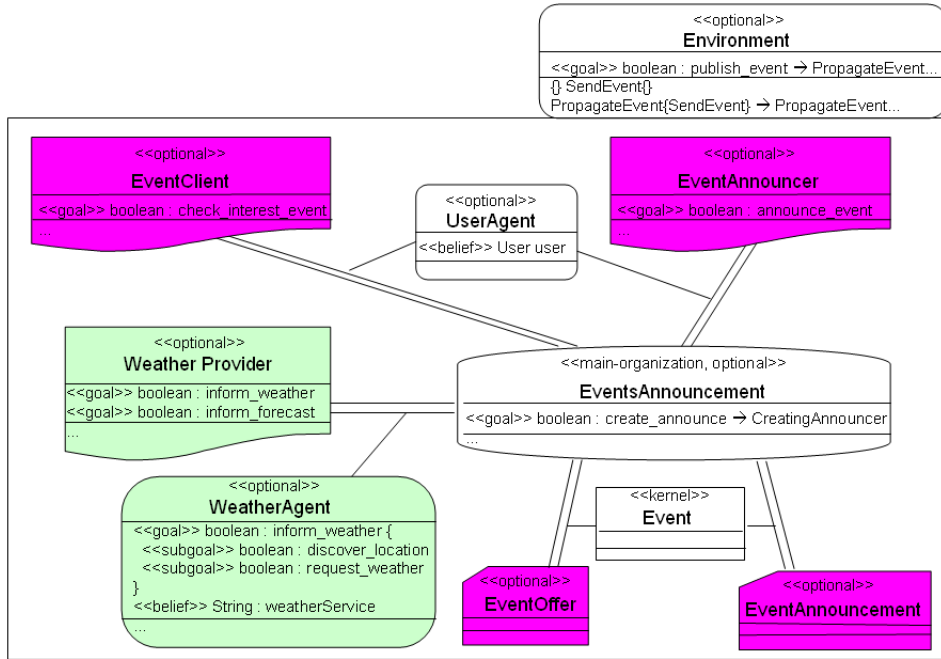 <<optional>>
Environment
<<goal>> boolean : publish_event → PropagateEvent...
{} SendEvent{}
PropagateEvent{SendEvent} → PropagateEvent...
<<optional>>
EventClient
<<goal>> boolean : check_interest_event
...
<<optional>>
UserAgent
<<belief>> User user
<<optional>>
EventAnnouncer
<<goal>> boolean : announce_event
...
<<optional>>
Weather Provider
<<goal>> boolean : inform_weather
<<goal>> boolean : inform_forecast
...
<<main-organization, optional>>
EventsAnnouncement
<<goal>> boolean : create_announce → CreatingAnnouncer
...
<<optional>>
WeatherAgent
<<goal>> boolean : inform_weather {
<<subgoal>> boolean : discover_location
<<subgoal>> boolean : request_weather
}
<<belief>> String : weatherService
...
<<kernel>>
Event
<<optional>>
EventOffer
<<optional>>
EventAnnouncement